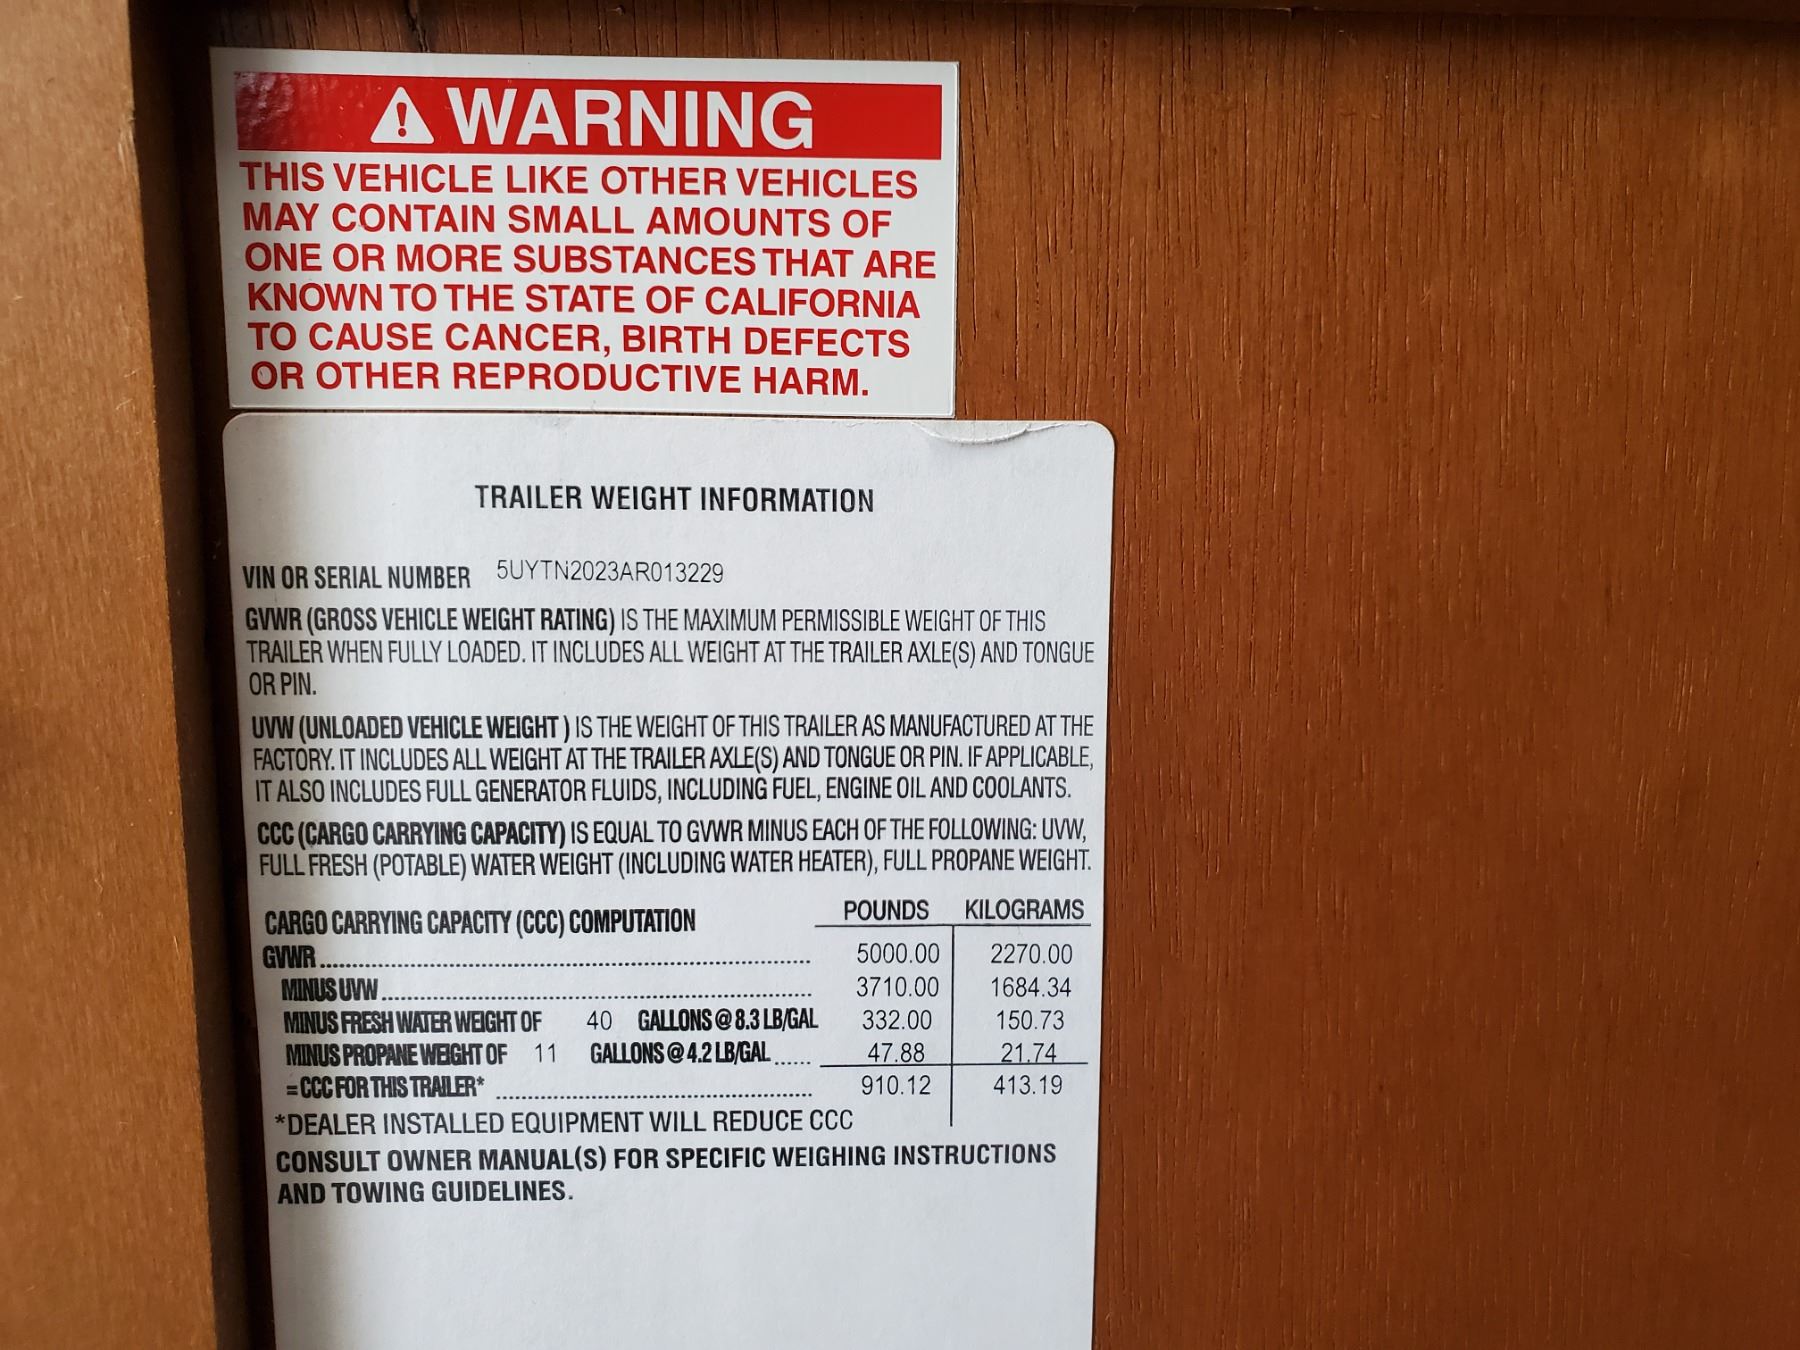 WARNING
THIS VEHICLE LIKE OTHER VEHICLES
MAY CONTAIN SMALL AMOUNTS OF
ONE OR MORE SUBSTANCES THAT ARE
KNOWN TO THE STATE OF CALIFORNIA
TO CAUSE CANCER, BIRTH DEFECTS
OR OTHER REPRODUCTIVE HARM.
TRAILER WEIGHT INFORMATION
VIN OR SERIAL NUMBER 5UYTN2023AR013229
GVWR (GROSS VEHICLE WEIGHT RATING) IS THE MAXIMUM PERMISSIBLE WEIGHT OF THIS
TRAILER WHEN FULLY LOADED. IT INCLUDES ALL WEIGHT AT THE TRAILER AXLE(S) AND TONGUE
OR PIN.
UVW (UNLOADED VEHICLE WEIGHT ) IS THE WEIGHT OF THIS TRAILER AS MANUFACTURED AT THE
FACTORY. IT INCLUDES ALL WEIGHT AT THE TRAILER AXLE(S) AND TONGUE OR PIN. IF APPLICABLE,
IT ALSO INCLUDES FULL GENERATOR FLUIDS, INCLUDING FUEL, ENGINE OIL AND COOLANTS.
CCC (CARGO CARRYING CAPACITY) IS EQUAL TO GVWR MINUS EACH OF THE FOLLOWING: UVW,
FULL FRESH (POTABLE) WATER WEIGHT (INCLUDING WATER HEATER), FULL PROPANE WEIGHT.
CARGO CARRYING CAPACITY (CCC) COMPUTATION POUNDS KILOGRAMS
GVWR 5000.00 2270.00
MINUS UVW 3710.00 1684.34
MINUS FRESH WATER WEIGHT OF 40 GALLONS @ 8.3 LB/GAL 332.00 150.73
MINUS PROPANE WEIGHT OF 11 GALLONS @ 4.2 LB/GAL 47.88 21.74
= CCC FOR THIS TRAILER* 910.12 413.19
*DEALER INSTALLED EQUIPMENT WILL REDUCE CCC
CONSULT OWNER MANUAL(S) FOR SPECIFIC WEIGHING INSTRUCTIONS
AND TOWING GUIDELINES.